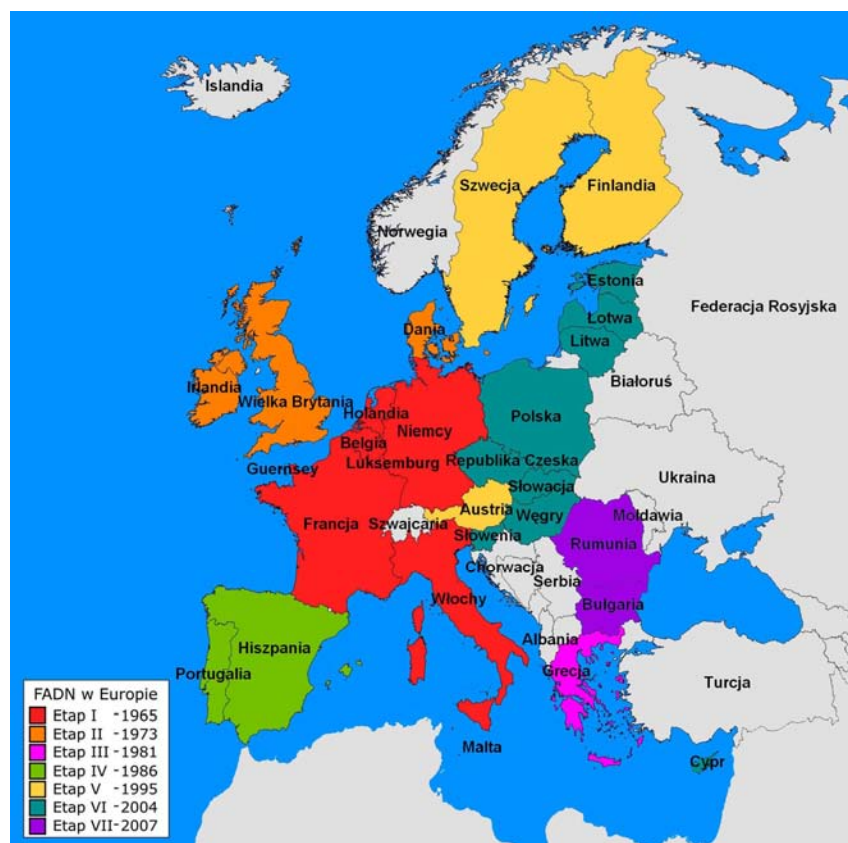 Islandia
Szwecja
Finlandia
Norwegia
Estonia
Federacja Rosyjska
Łotwa
Dania
Litwa
Białoruś
Irlandia
Wielka Brytania
Holandia
Niemcy
Polska
Belgia
Guernsey
Luksemburg
Republika Czeska
Ukraina
Słowacja
Austria
Węgry
Mołdawia
Francja
Szwajcaria
Słowenia
Rumunia
Chorwacja
Serbia
Włochy
Bułgaria
Albania
Hiszpania
Portugalia
Grecja
Turcja
Malta
Cypr
FADN w Europie
Etap I -1965
Etap II -1973
Etap III -1981
Etap IV -1986
Etap V -1995
Etap VI -2004
Etap VII-2007